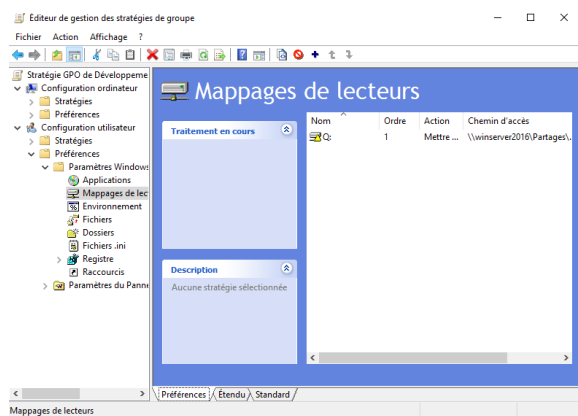 Éditeur de gestion des stratégies de groupe
Fichier Action Affichage ?
Stratégie GPO de Développeme
Configuration ordinateur
Stratégies
Préférences
Configuration utilisateur
Stratégies
Préférences
Paramètres Windows
Applications
Mappages de lec
Environnement
Fichiers
Dossiers
Fichiers .ini
Registre
Raccourcis
Paramètres du Panne
Mappages de lecteurs
Traitement en cours
Description
Aucune stratégie sélectionnée
Nom Ordre Action Chemin d'accès
Q: 1 Mettre ... \\winserver2016\Partages\.
Préférences Étendu Standard
Mappages de lecteurs